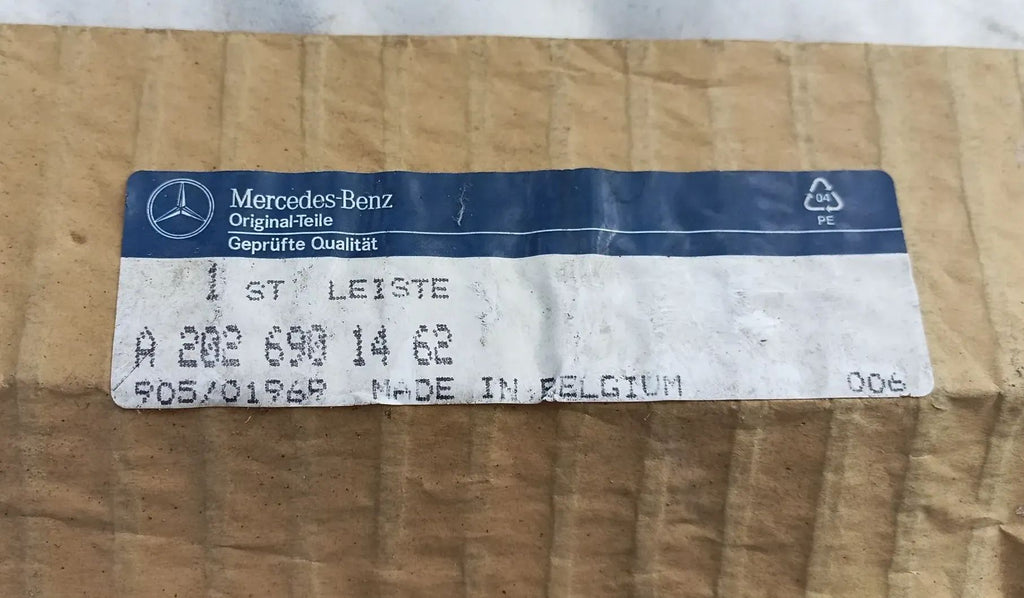 Mercedes-Benz
Original-Teile
Geprüfte Qualität
04
PE
1 ST LEISTE
A 202 690 14 62
905/01969 MADE IN BELGIUM 006